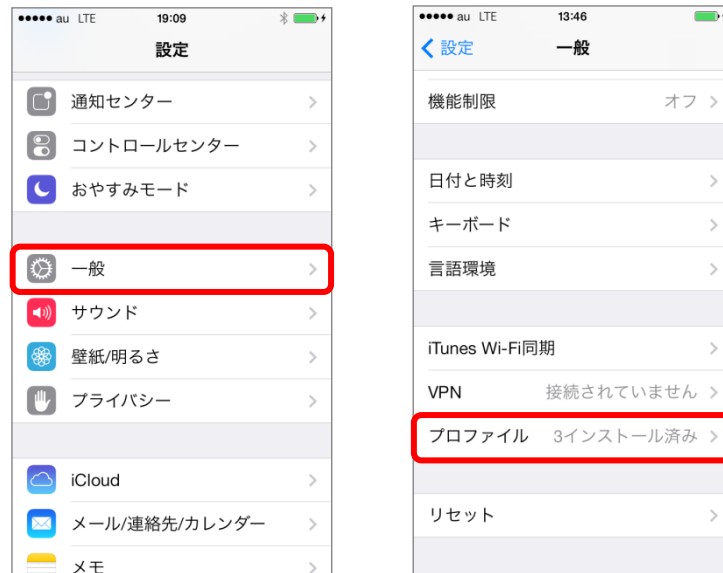 ●●●●● au LTE 19:09
設定
通知センター
コントロールセンター
おやすみモード
一般
サウンド
壁紙/明るさ
プライバシー
iCloud
メール/連絡先/カレンダー
メモ
●●●●● au LTE 13:46
設定 一般
機能制限 オフ
日付と時刻
キーボード
言語環境
iTunes Wi-Fi同期
VPN 接続されていません
プロファイル 3インストール済み
リセット